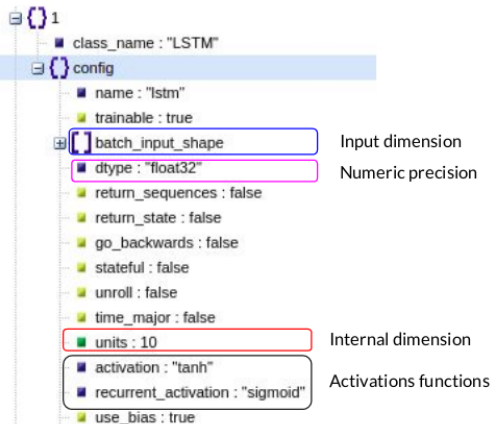 1
class_name : "LSTM"
config
name : "lstm"
trainable : true
batch_input_shape Input dimension
dtype : "float32" Numeric precision
return_sequences : false
return_state : false
go_backwards : false
stateful : false
unroll : false
time_major : false
units : 10 Internal dimension
activation : "tanh"
recurrent_activation : "sigmoid" Activations functions
use_bias : true